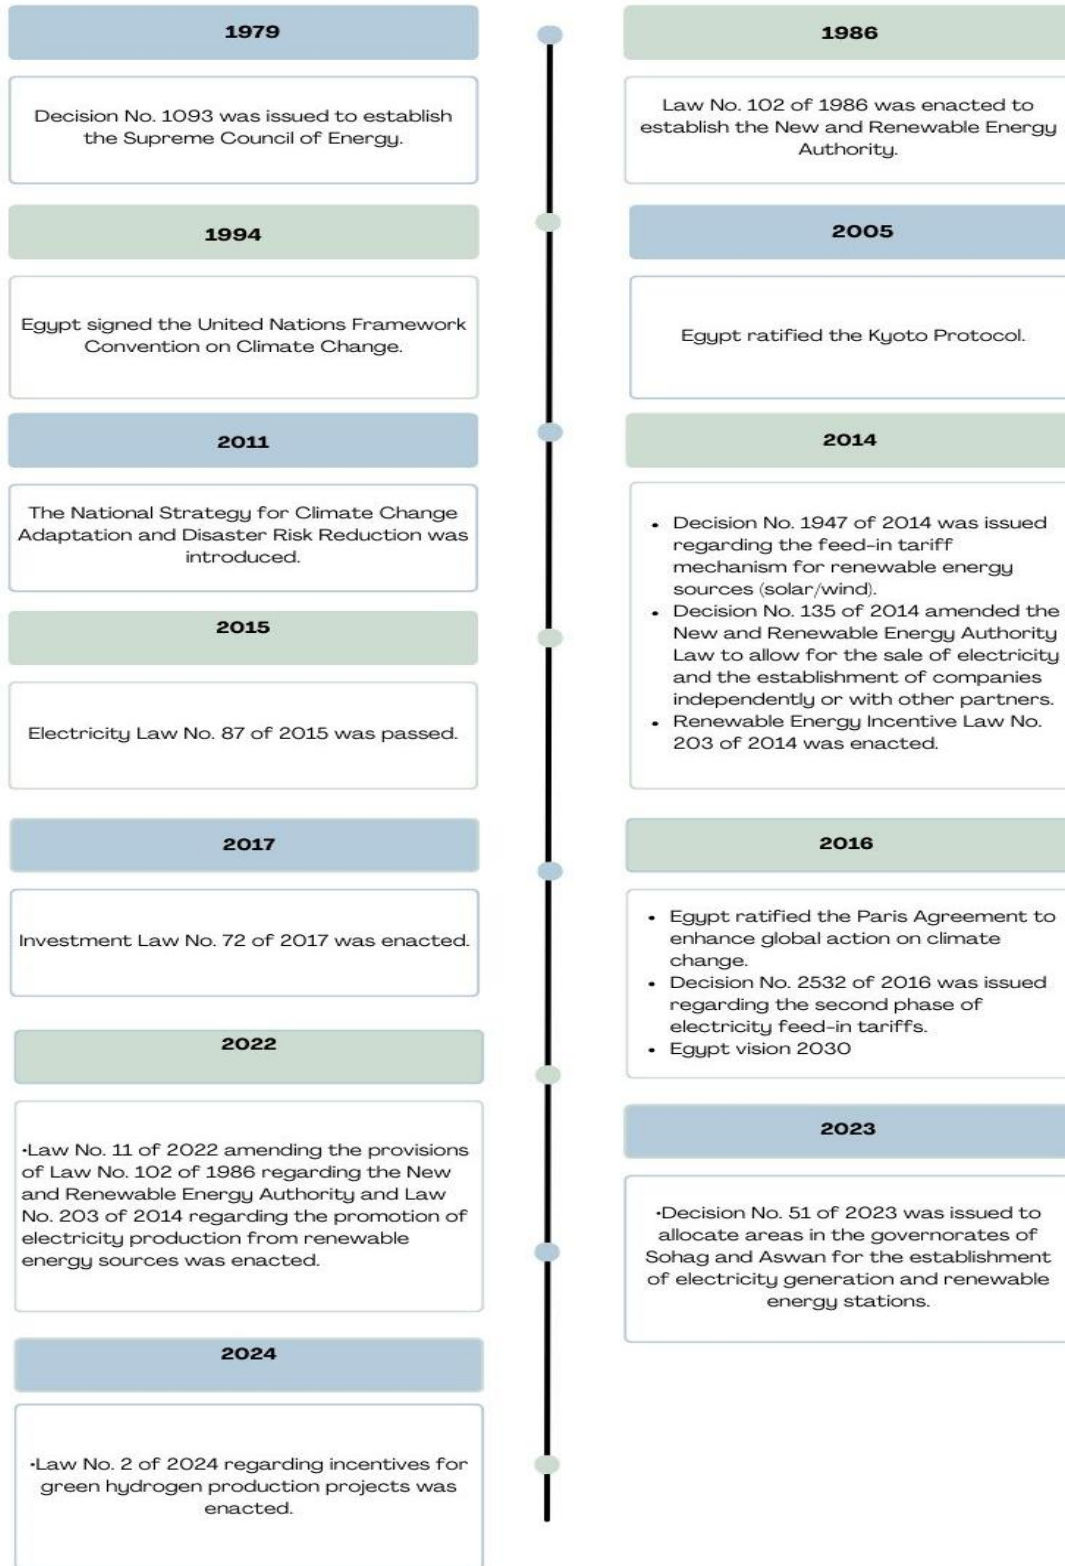 1979
Decision No. 1093 was issued to establish
the Supreme Council of Energy.
1986
Law No. 102 of 1986 was enacted to
establish the New and Renewable Energy
Authority.
1994
Egypt signed the United Nations Framework
Convention on Climate Change.
2005
Egypt ratified the Kyoto Protocol.
2011
The National Strategy for Climate Change
Adaptation and Disaster Risk Reduction was
introduced.
2014
• Decision No. 1947 of 2014 was issued
regarding the feed-in tariff
mechanism for renewable energy
sources (solar/wind).
• Decision No. 135 of 2014 amended the
New and Renewable Energy Authority
Law to allow for the sale of electricity
and the establishment of companies
independently or with other partners.
• Renewable Energy Incentive Law No.
203 of 2014 was enacted.
2015
Electricity Law No. 87 of 2015 was passed.
2016
• Egypt ratified the Paris Agreement to
enhance global action on climate
change.
• Decision No. 2532 of 2016 was issued
regarding the second phase of
electricity feed-in tariffs.
• Egypt vision 2030
2017
Investment Law No. 72 of 2017 was enacted.
2022
•Law No. 11 of 2022 amending the provisions
of Law No. 102 of 1986 regarding the New
and Renewable Energy Authority and Law
No. 203 of 2014 regarding the promotion of
electricity production from renewable
energy sources was enacted.
2023
•Decision No. 51 of 2023 was issued to
allocate areas in the governorates of
Sohag and Aswan for the establishment
of electricity generation and renewable
energy stations.
2024
•Law No. 2 of 2024 regarding incentives for
green hydrogen production projects was
enacted.